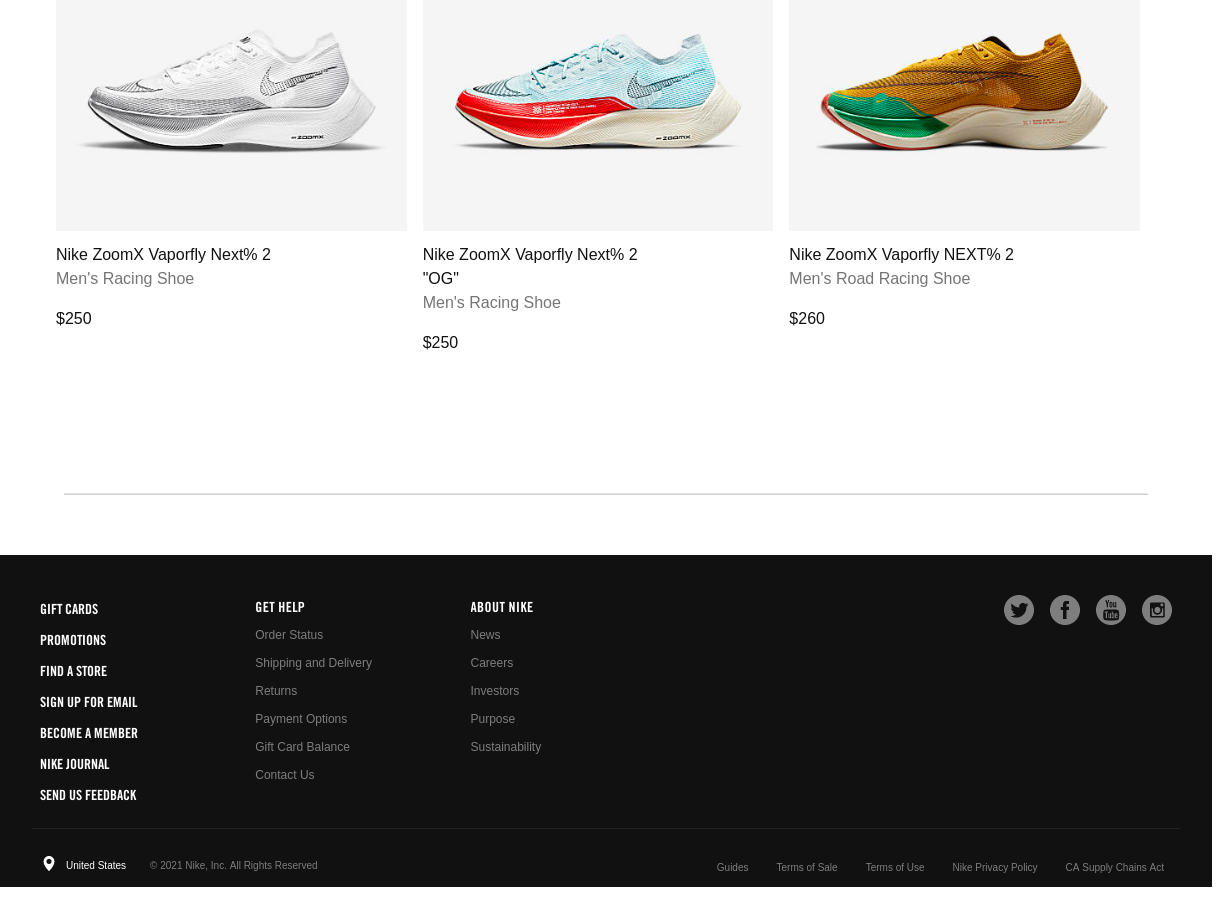 ZOOMX
ZOOMX
Nike ZoomX Vaporfly Next% 2
Men's Racing Shoe
$250
Nike ZoomX Vaporfly Next% 2
"OG"
Men's Racing Shoe
$250
Nike ZoomX Vaporfly NEXT% 2
Men's Road Racing Shoe
$260
GIFT CARDS
PROMOTIONS
FIND A STORE
SIGN UP FOR EMAIL
BECOME A MEMBER
NIKE JOURNAL
SEND US FEEDBACK
GET HELP
Order Status
Shipping and Delivery
Returns
Payment Options
Gift Card Balance
Contact Us
ABOUT NIKE
News
Careers
Investors
Purpose
Sustainability
You
Tube
United States
© 2021 Nike, Inc. All Rights Reserved
Guides
Terms of Sale
Terms of Use
Nike Privacy Policy
CA Supply Chains Act